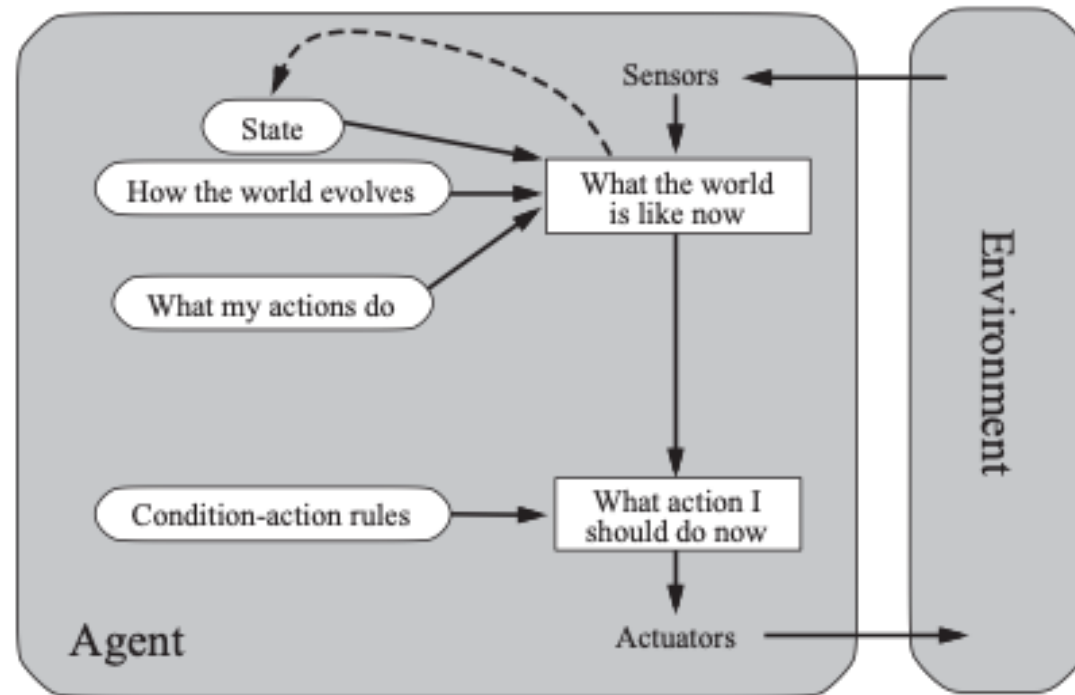 Sensors
State
How the world evolves
What the world
is like now
What my actions do
Environment
Condition-action rules
What action I
should do now
Agent
Actuators